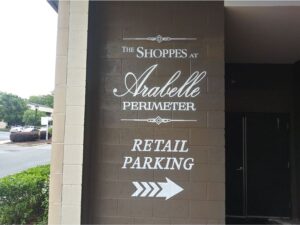 THE SHOPPES AT
Arabelle
PERIMETER
RETAIL
PARKING